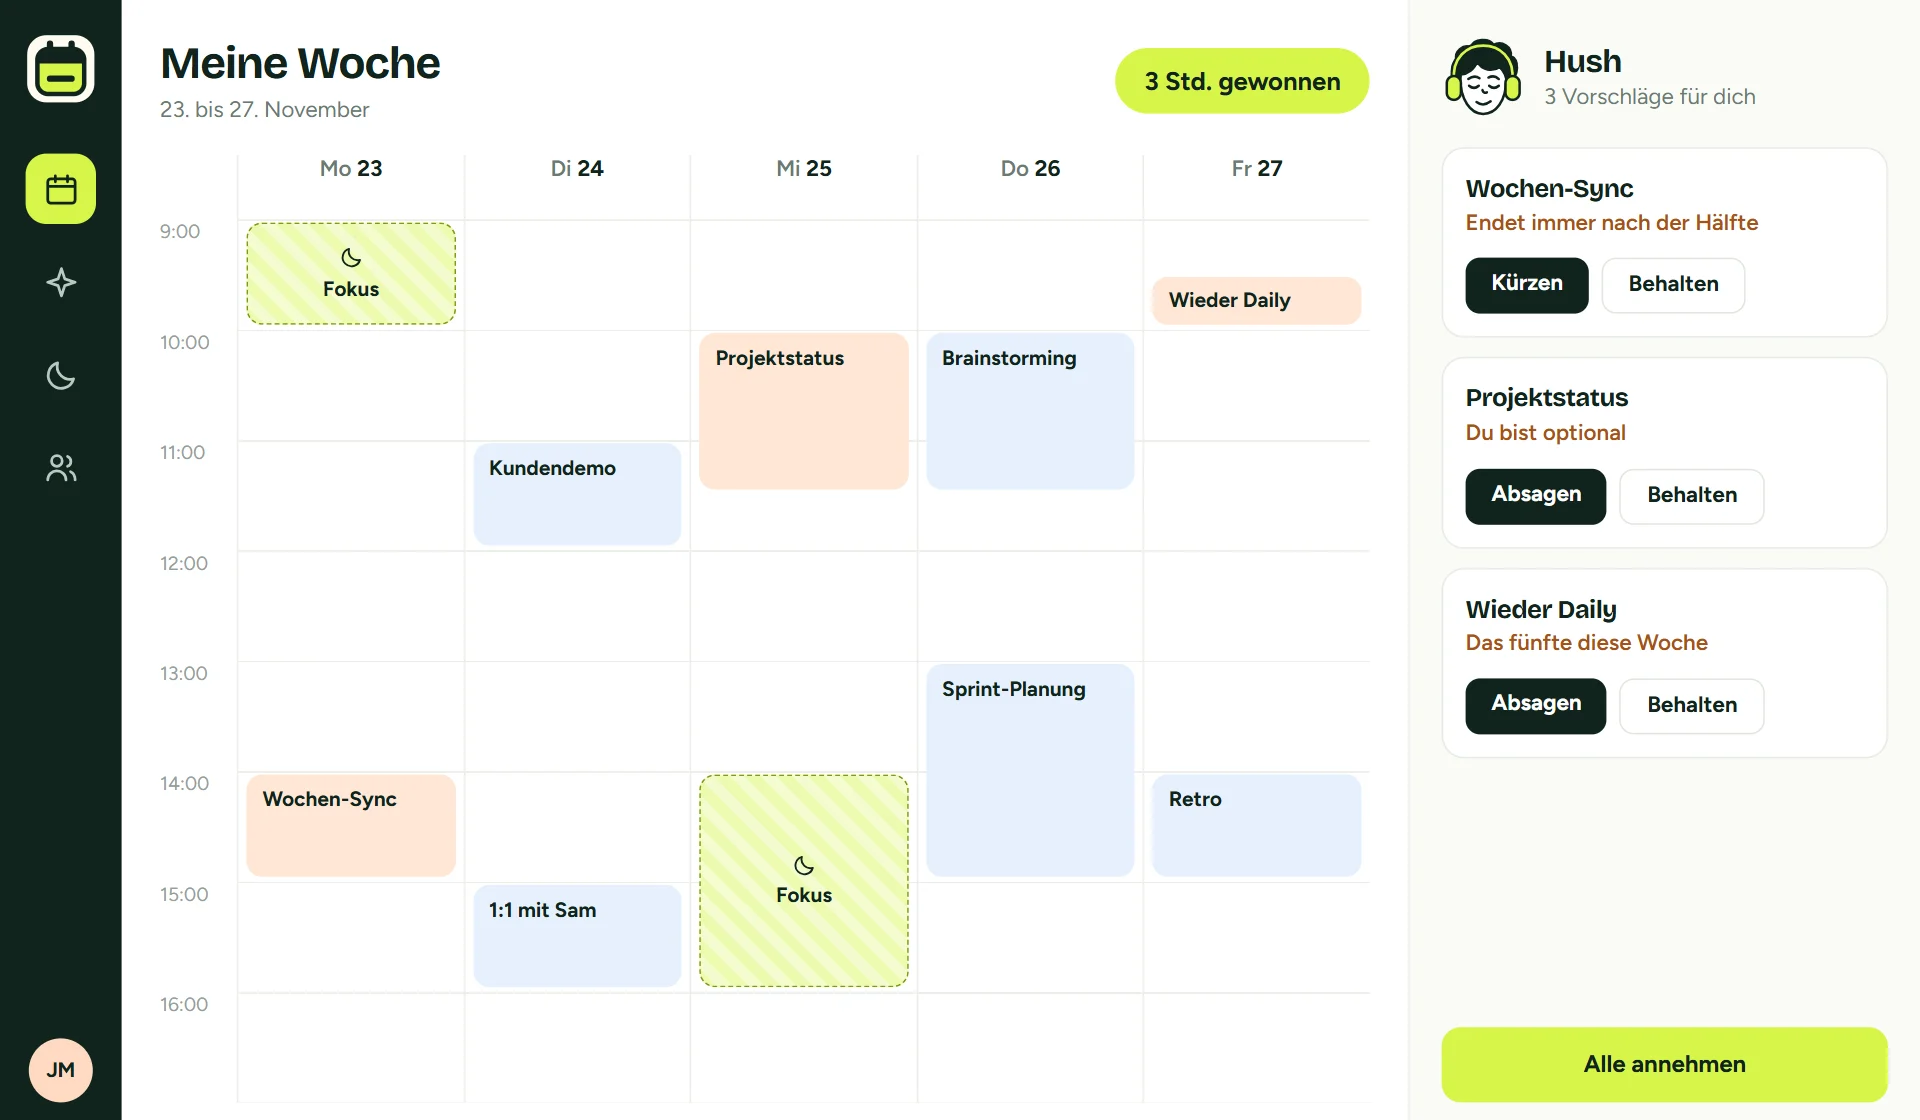 Meine Woche
23. bis 27. November
3 Std. gewonnen
Mo 23
Di 24
Mi 25
Do 26
Fr 27
9:00
10:00
11:00
12:00
13:00
14:00
15:00
16:00
Fokus
Wochen-Sync
Kundendemo
1:1 mit Sam
Projektstatus
Fokus
Brainstorming
Sprint-Planung
Wieder Daily
Retro
JM
Hush
3 Vorschläge für dich
Wochen-Sync
Endet immer nach der Hälfte
Kürzen
Behalten
Projektstatus
Du bist optional
Absagen
Behalten
Wieder Daily
Das fünfte diese Woche
Absagen
Behalten
Alle annehmen